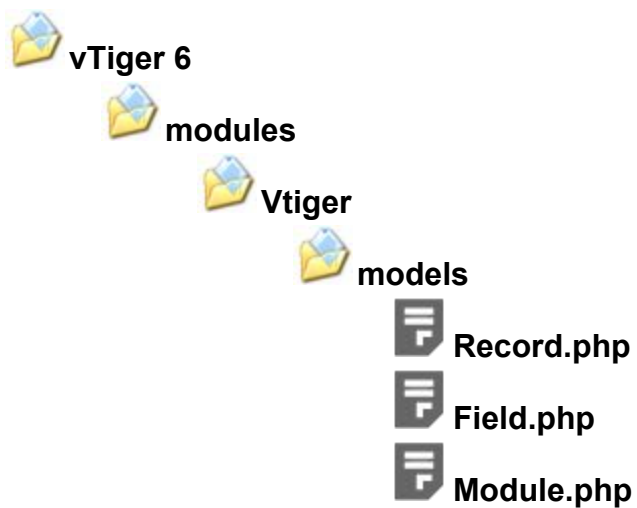 vTiger 6
modules
Vtiger
models
Record.php
Field.php
Module.php